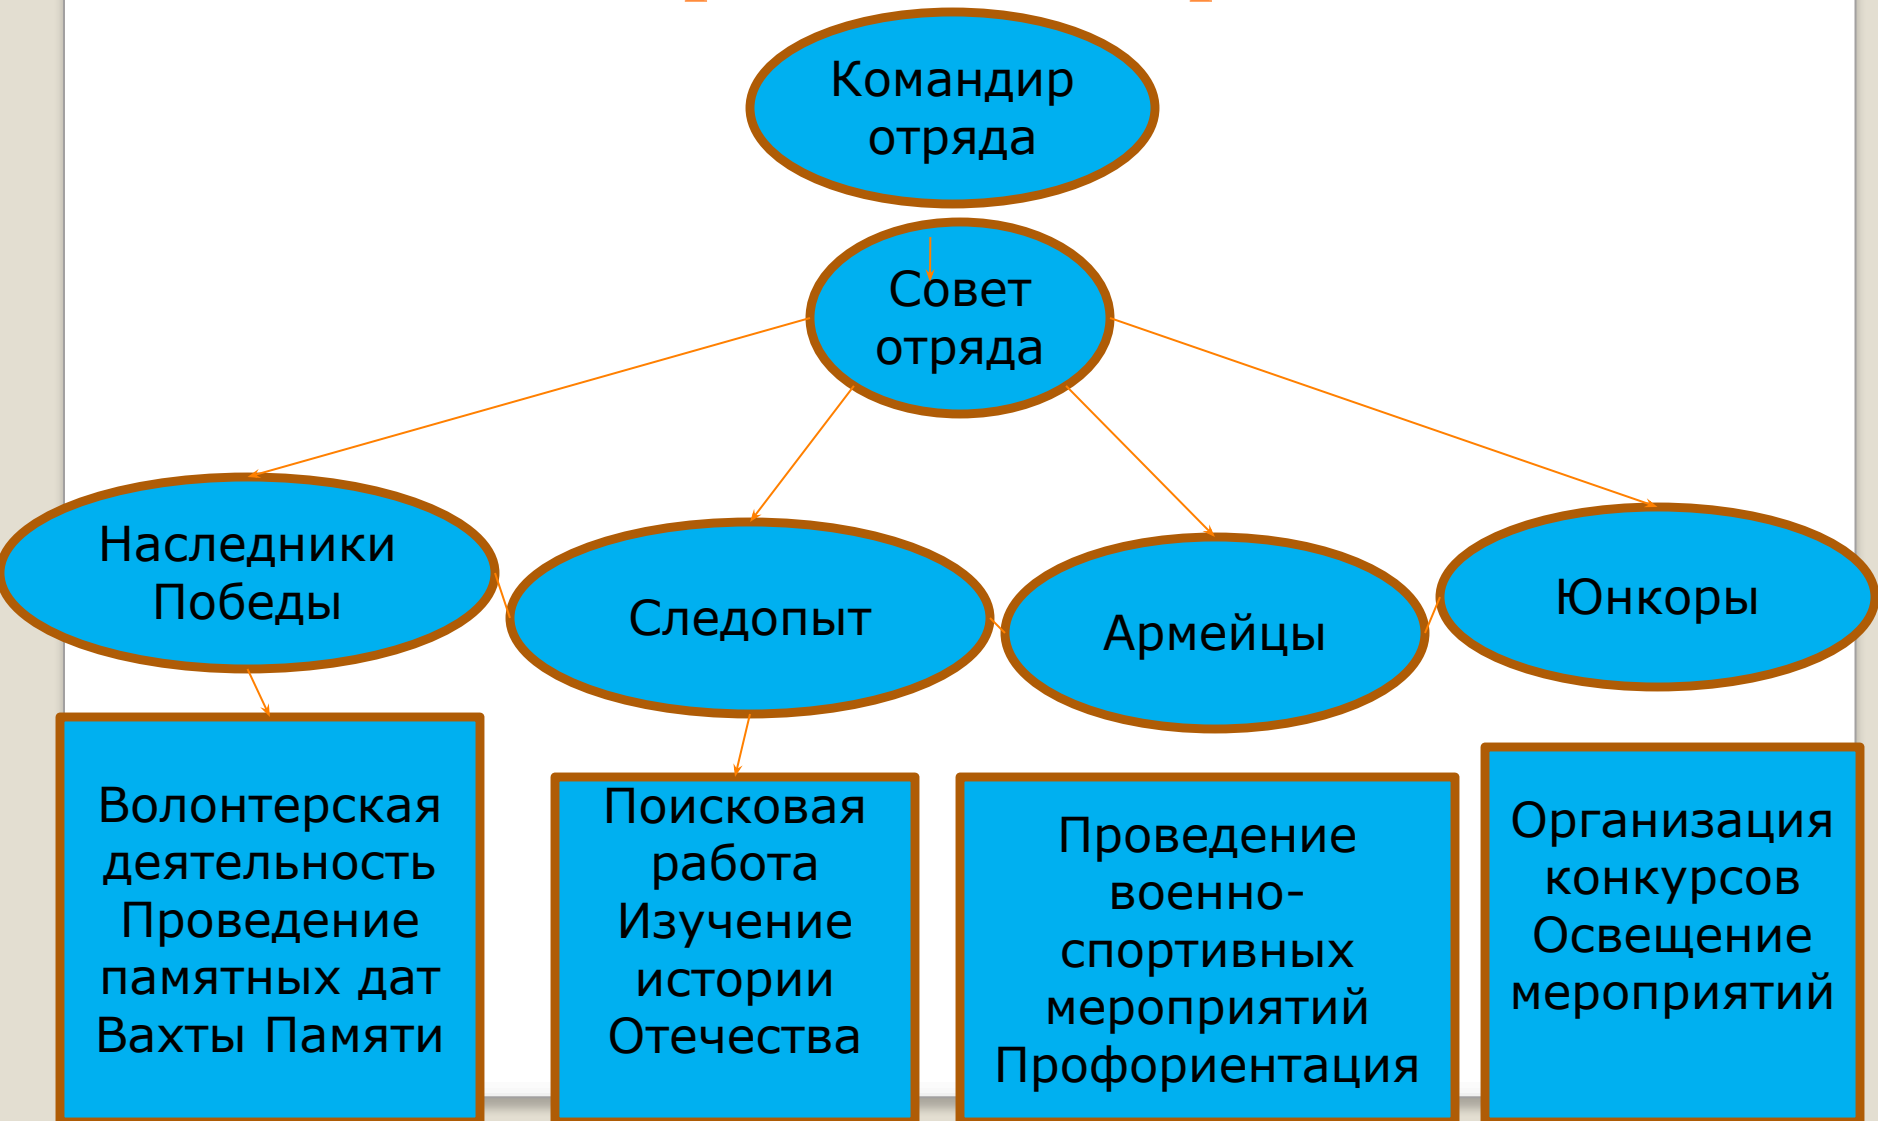 Командир
отряда
Совет
отряда
Наследники
Победы
Следопыт
Армейцы
Юнкоры
Волонтерская
деятельность
Проведение
памятных дат
Вахты Памяти
Поисковая
работа
Изучение
истории
Отечества
Проведение
военно-
спортивных
мероприятий
Профориентация
Организация
конкурсов
Освещение
мероприятий